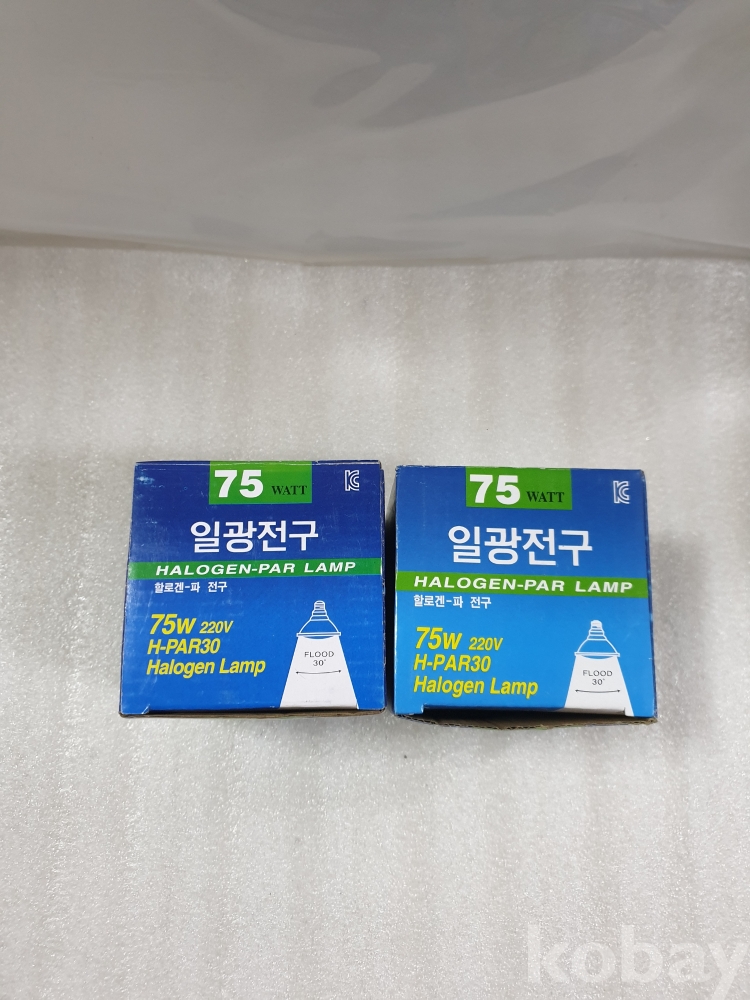 75 WATT
일광전구
HALOGEN-PAR LAMP
할로겐-파 전구
75W 220V
H-PAR30
Halogen Lamp
FLOOD
30°
75 WATT
일광전구
HALOGEN-PAR LAMP
할로겐-파 전구
75W 220V
H-PAR30
Halogen Lamp
FLOOD
30°
kobay